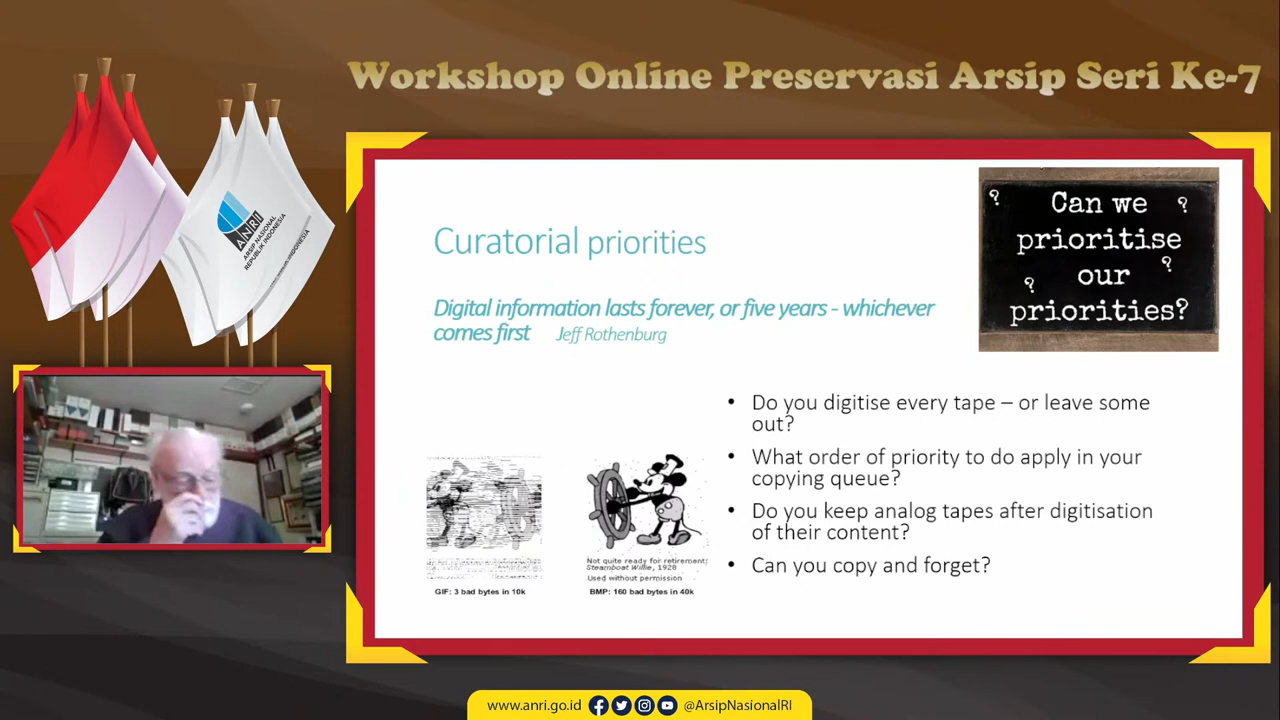 Workshop Online Preservasi Arsip Seri Ke-7
ANRI
ARSIP NASIONAL
REPUBLIK INDONESIA
INDONESIA
Can we
prioritise
our
priorities?
? ? ? ?
Curatorial priorities
Digital information lasts forever, or five years - whichever
comes first Jeff Rothenburg
• Do you digitise every tape – or leave some
out?
• What order of priority to do apply in your
copying queue?
• Do you keep analog tapes after digitisation
of their content?
• Can you copy and forget?
GIF: 3 bad bytes in 10k
Not quite ready for retirement:
Steamboat Willie, 1928
Used without permission
BMP: 160 bad bytes in 40k
www.anri.go.id @ArsipNasionalRI